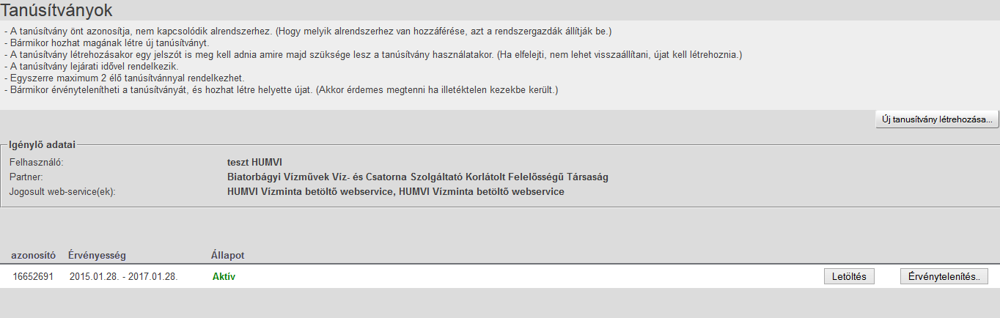 Tanúsítványok
- A tanúsítvány önt azonosítja, nem kapcsolódik alrendszerhez. (Hogy melyik alrendszerhez van hozzáférése, azt a rendszergazdák állítják be.)
- Bármikor hozhat magának létre új tanúsítványt.
- A tanúsítvány létrehozásakor egy jelszót is meg kell adnia amire majd szüksége lesz a tanúsítvány használatakor. (Ha elfelejti, nem lehet visszaállítani, újat kell létrehoznia.)
- A tanúsítvány lejárati idővel rendelkezik.
- Egyszerre maximum 2 élő tanúsítvánnyal rendelkezhet.
- Bármikor érvénytelenítheti a tanúsítványát, és hozhat létre helyette újat. (Akkor érdemes megtenni ha illetéktelen kezekbe került.)
Új tanusítvány létrehozása...
Igénylő adatai
Felhasználó: teszt HUMVI
Partner: Biatorbágyi Vízművek Víz- és Csatorna Szolgáltató Korlátolt Felelősségű Társaság
Jogosult web-service(ek): HUMVI Vízminta betöltő webservice, HUMVI Vízminta betöltő webservice
azonosító Érvényesség Állapot
16652691 2015.01.28. - 2017.01.28. Aktív Letöltés Érvénytelenítés..